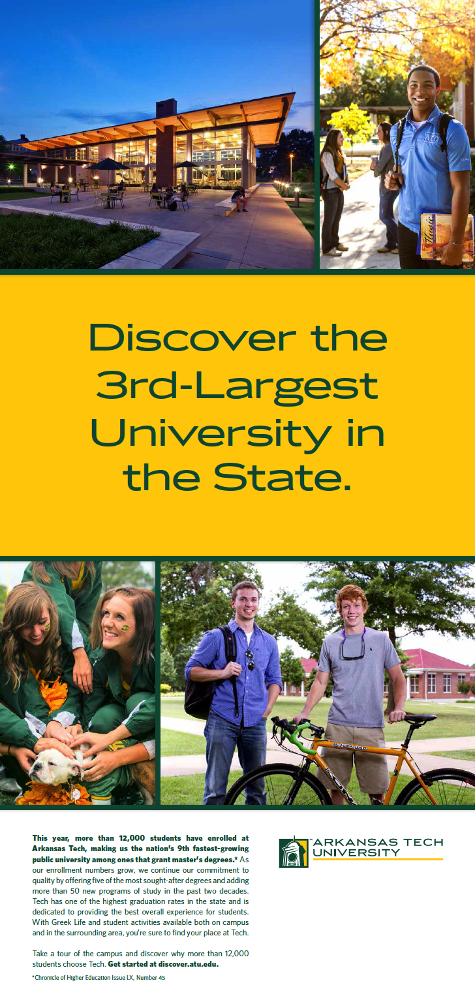 ATU
Music
Discover the
3rd-Largest
University in
the State.
This year, more than 12,000 students have enrolled at
Arkansas Tech, making us the nation's 9th fastest-growing
public university among ones that grant master's degrees.* As
our enrollment numbers grow, we continue our commitment to
quality by offering five of the most sought-after degrees and adding
more than 50 new programs of study in the past two decades.
Tech has one of the highest graduation rates in the state and is
dedicated to providing the best overall experience for students.
With Greek Life and student activities available both on campus
and in the surrounding area, you're sure to find your place at Tech.
Take a tour of the campus and discover why more than 12,000
students choose Tech. Get started at discover.atu.edu.
*Chronicle of Higher Education Issue LX, Number 45
ARKANSAS TECH
UNIVERSITY